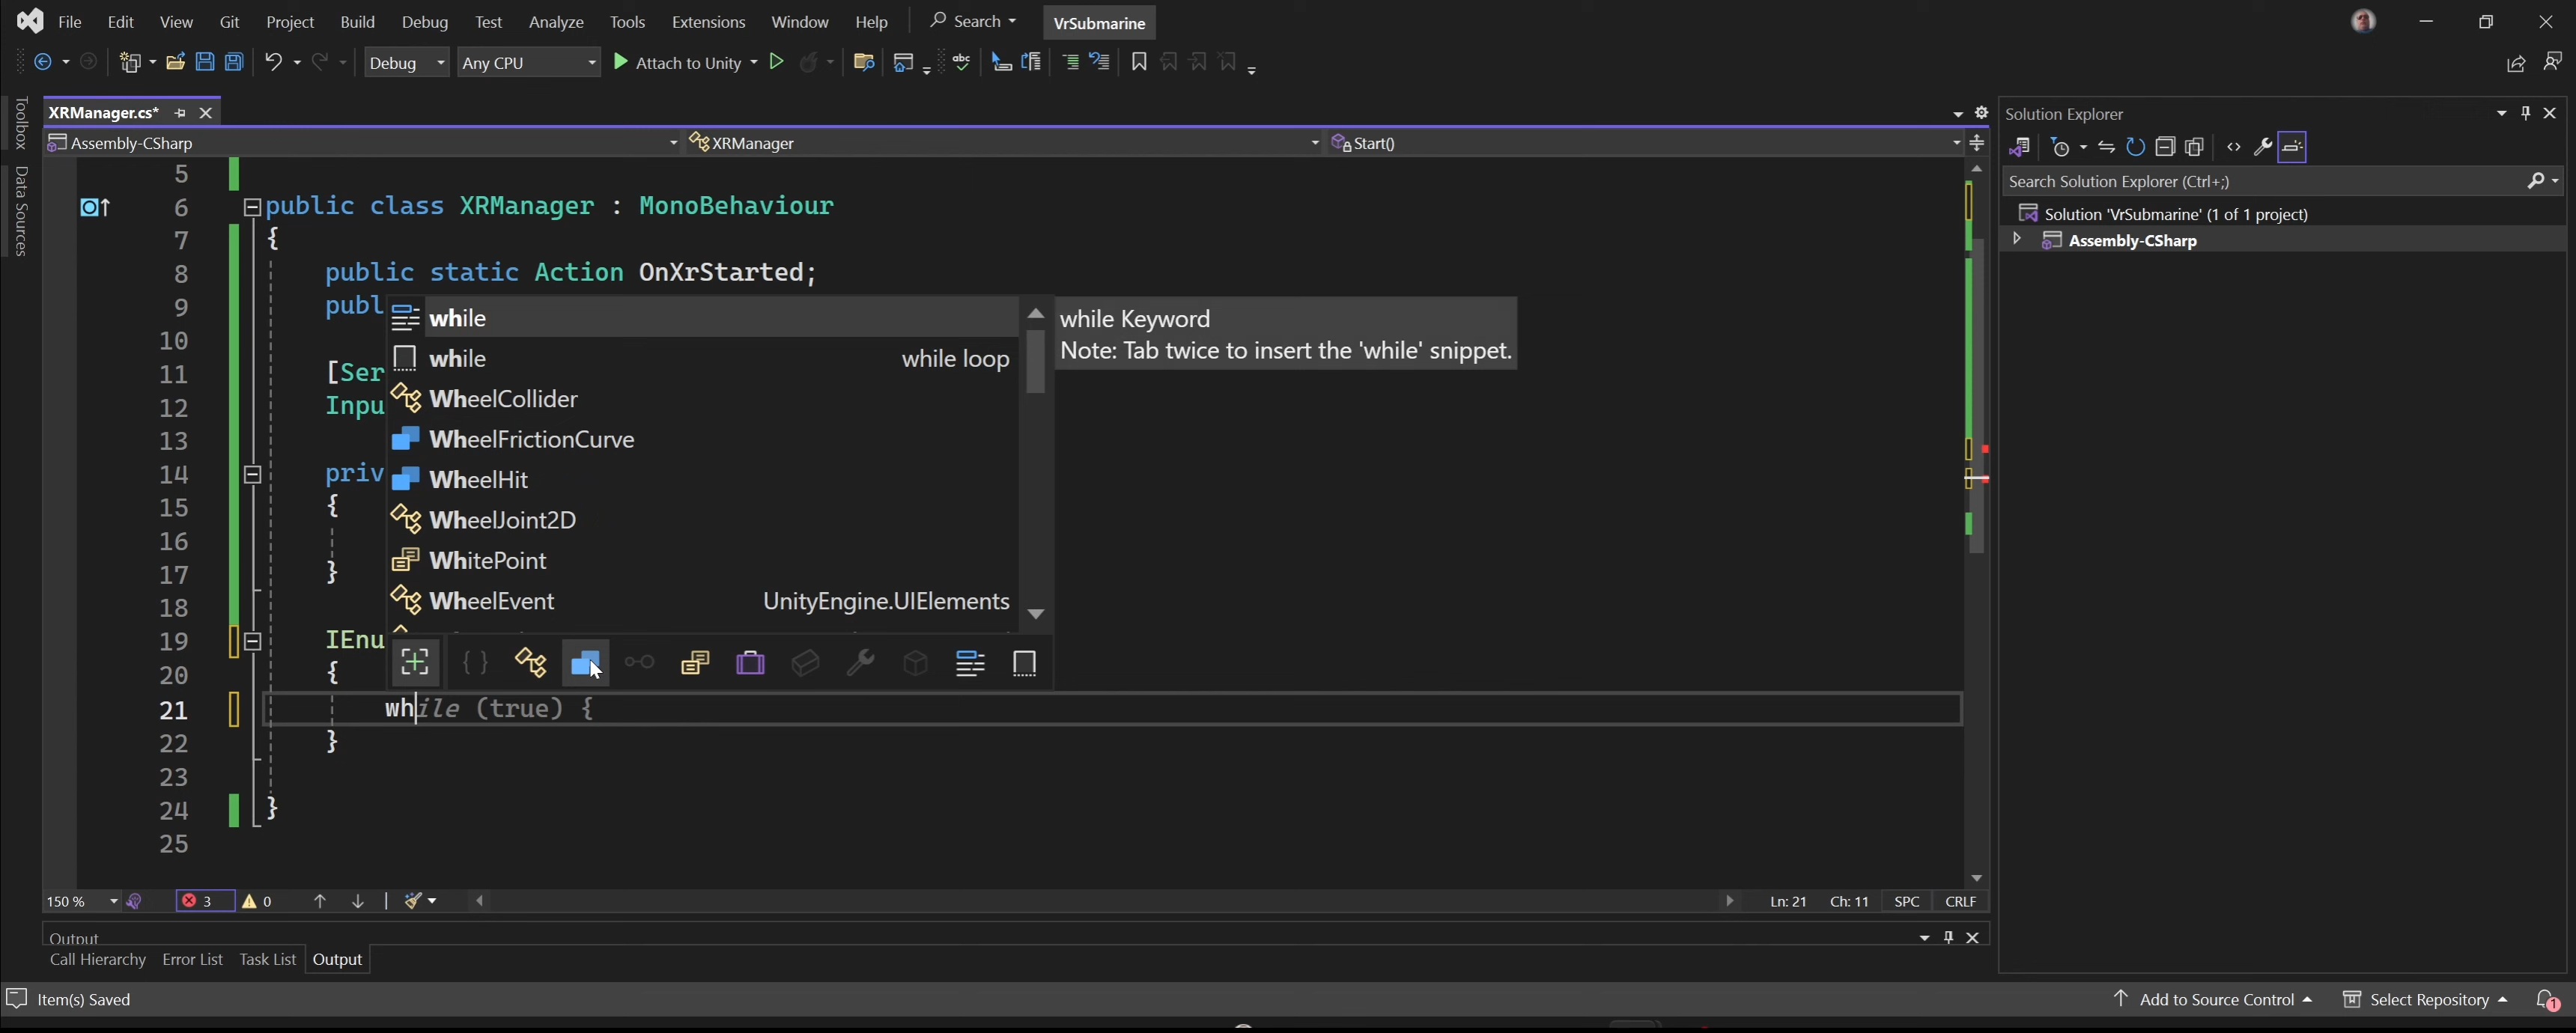 File Edit View Git Project Build Debug Test Analyze Tools Extensions Window Help Search VrSubmarine
Debug Any CPU Attach to Unity
Toolbox
Data Sources
XRManager.cs*
Assembly-CSharp XRManager Start()
5
6 public class XRManager : MonoBehaviour
7 {
8 public static Action OnXrStarted;
9 publ
10
11 [Ser
12 Inpu
13
14 priv
15 {
16
17 }
18
19 IEnu
20 {
21 while (true) {
22 }
23
24 }
25
while
while while loop
WheelCollider
WheelFrictionCurve
WheelHit
WheelJoint2D
WhitePoint
WheelEvent UnityEngine.UIElements
while Keyword
Note: Tab twice to insert the 'while' snippet.
150 % 3 0 Ln: 21 Ch: 11 SPC CRLF
Output
Call Hierarchy Error List Task List Output
Solution Explorer
Search Solution Explorer (Ctrl+;)
Solution 'VrSubmarine' (1 of 1 project)
Assembly-CSharp
Item(s) Saved Add to Source Control Select Repository 1